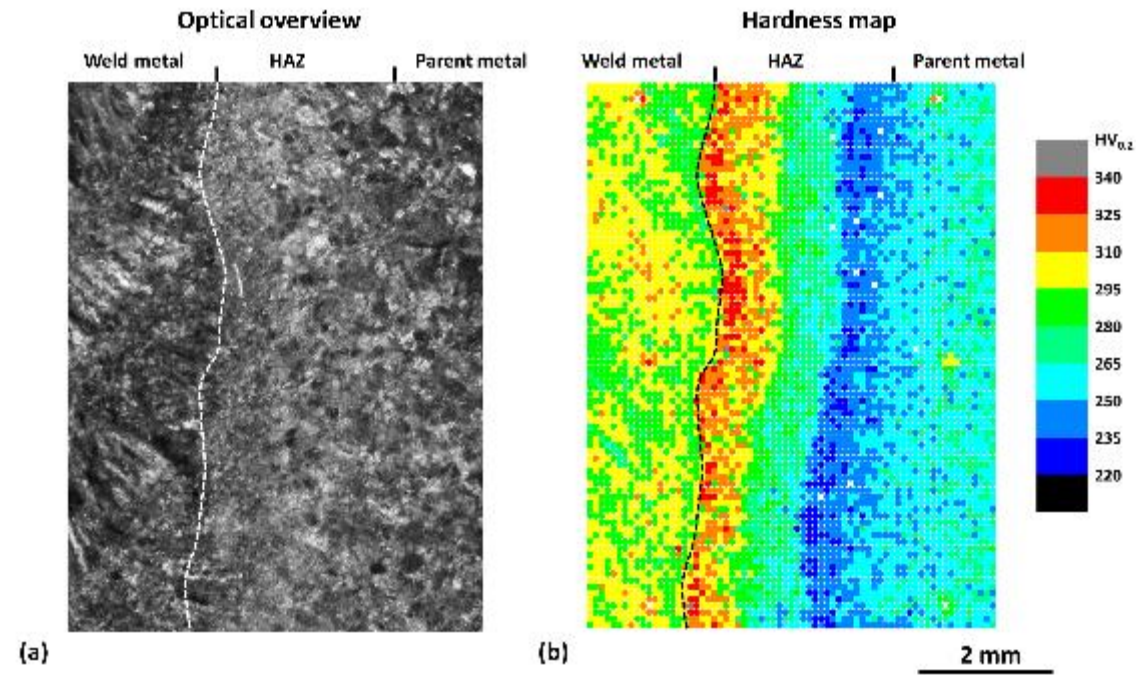 Optical overview
Hardness map
Weld metal HAZ Parent metal
Weld metal HAZ Parent metal
HV0.2
340
325
310
295
280
265
250
235
220
(a)
(b)
2 mm